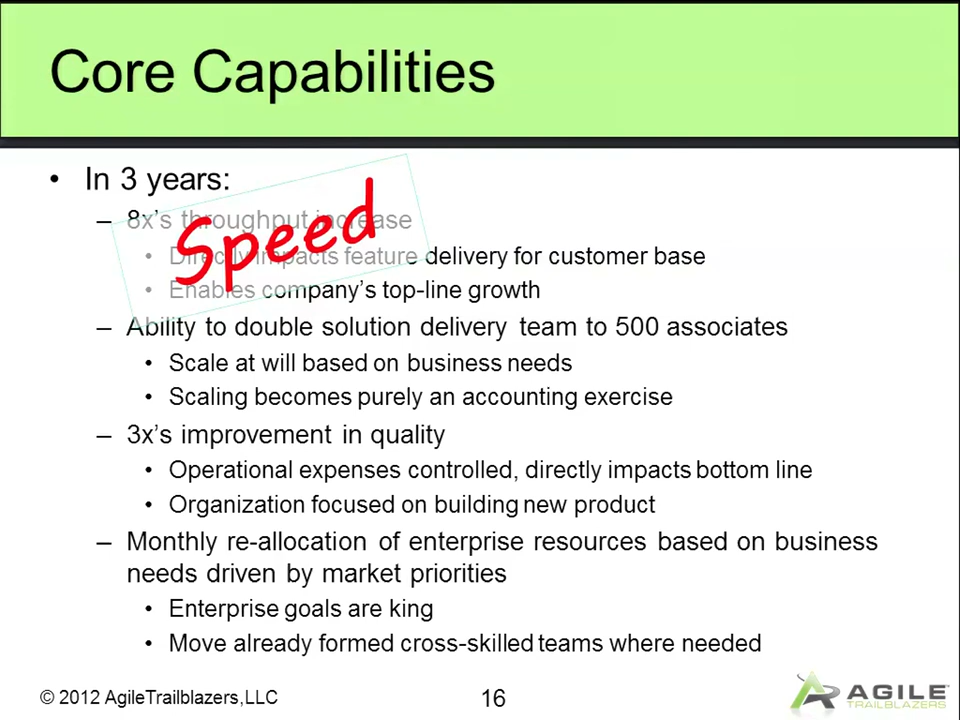 Core Capabilities
• In 3 years:
– 8x's throughput increase
Speed
• Directly impacts feature delivery for customer base
• Enables company's top-line growth
– Ability to double solution delivery team to 500 associates
• Scale at will based on business needs
• Scaling becomes purely an accounting exercise
– 3x's improvement in quality
• Operational expenses controlled, directly impacts bottom line
• Organization focused on building new product
– Monthly re-allocation of enterprise resources based on business
needs driven by market priorities
• Enterprise goals are king
• Move already formed cross-skilled teams where needed
© 2012 AgileTrailblazers,LLC
16
AGILE
TRAILBLAZERS